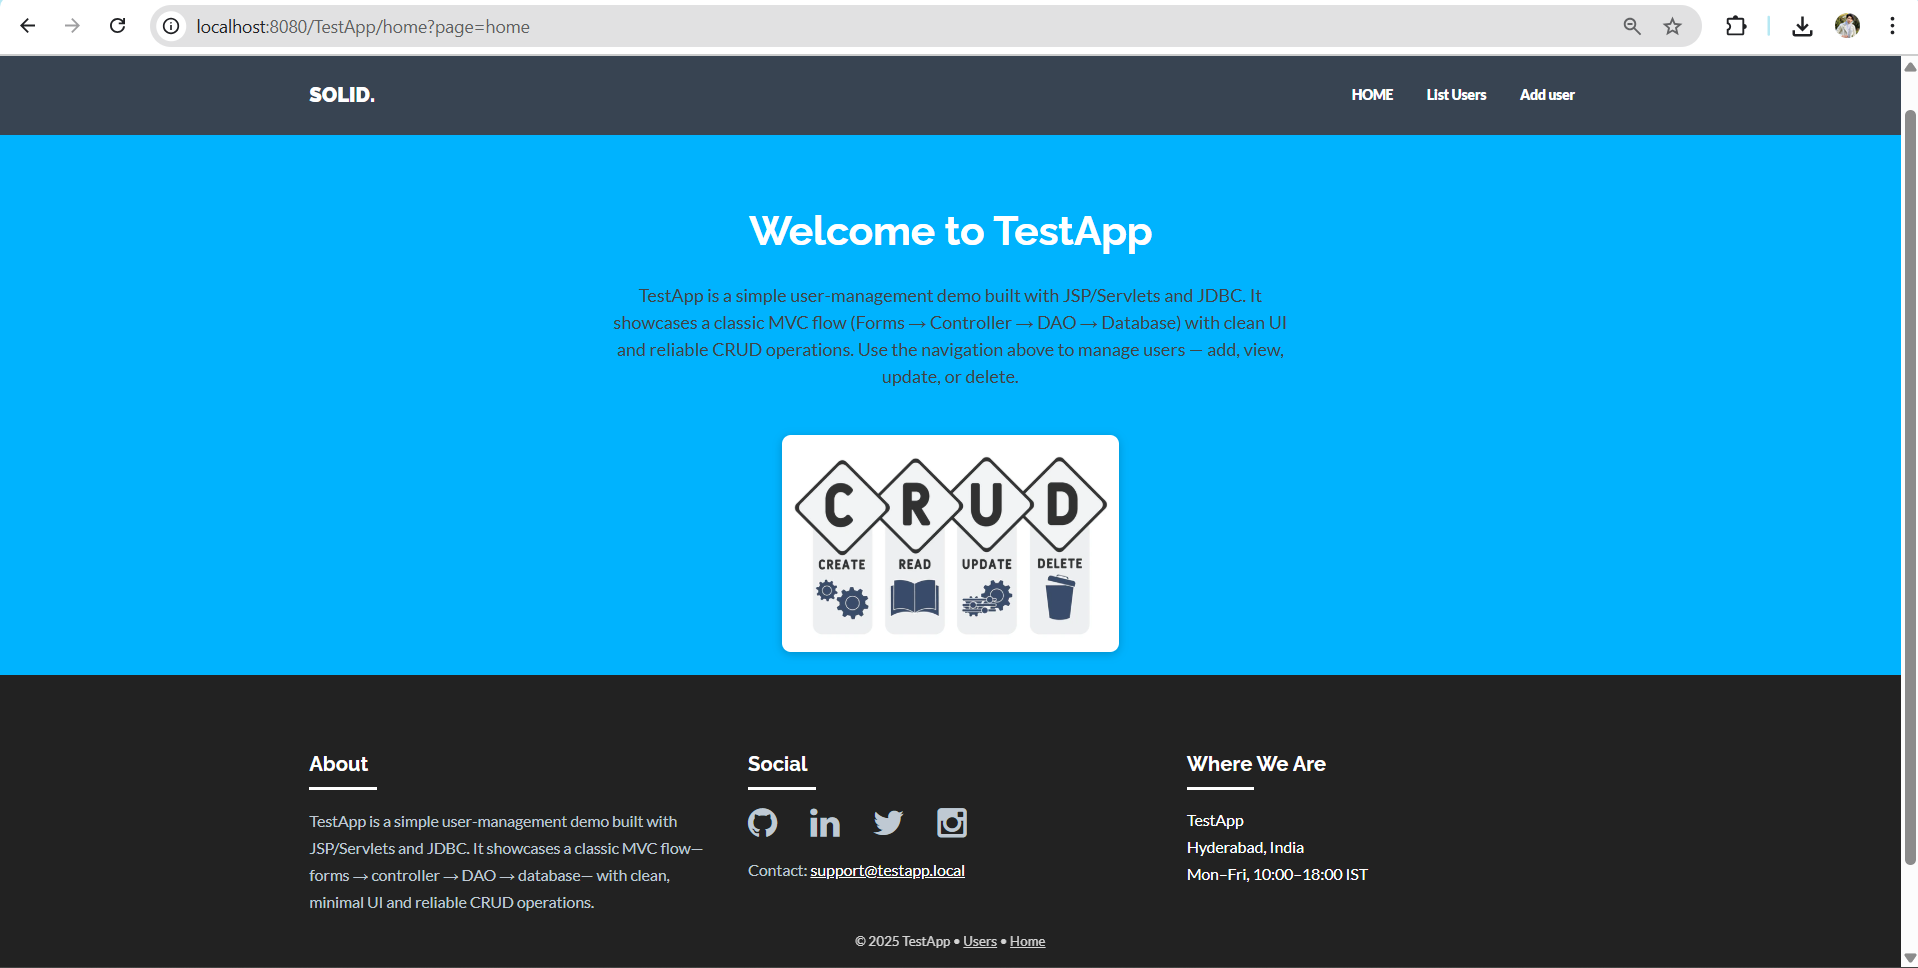 localhost:8080/TestApp/home?page=home
SOLID.
HOME List Users Add user
Welcome to TestApp
TestApp is a simple user-management demo built with JSP/Servlets and JDBC. It
showcases a classic MVC flow (Forms → Controller → DAO → Database) with clean UI
and reliable CRUD operations. Use the navigation above to manage users — add, view,
update, or delete.
C R U D
CREATE READ UPDATE DELETE
About
TestApp is a simple user-management demo built with
JSP/Servlets and JDBC. It showcases a classic MVC flow—
forms → controller → DAO → database— with clean,
minimal UI and reliable CRUD operations.
Social
Contact: support@testapp.local
Where We Are
TestApp
Hyderabad, India
Mon–Fri, 10:00–18:00 IST
© 2025 TestApp • Users • Home